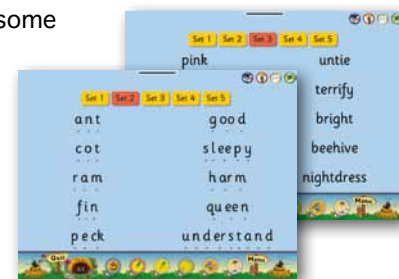 some
Set 1 Set 2 Set 3 Set 4 Set 5
pink untie
terrify
bright
beehive
nightdress
Menu
Set 1 Set 2 Set 3 Set 4 Set 5
ant good
cot sleepy
ram harm
fin queen
peck understand
Quit Menu